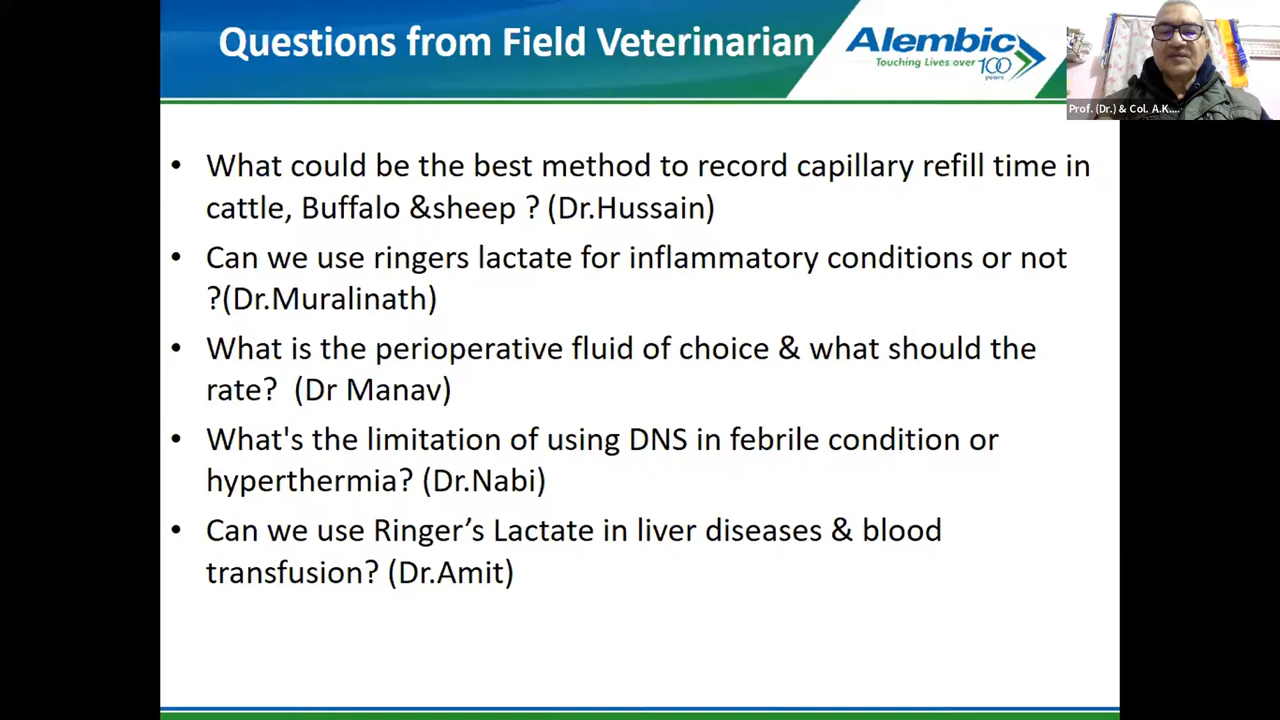 Questions from Field Veterinarian
Alembic
Touching Lives over 100 years
Prof. (Dr.) & Col. A.K....
• What could be the best method to record capillary refill time in
cattle, Buffalo &sheep ? (Dr.Hussain)
• Can we use ringers lactate for inflammatory conditions or not
?(Dr.Muralinath)
• What is the perioperative fluid of choice & what should the
rate?  (Dr Manav)
• What's the limitation of using DNS in febrile condition or
hyperthermia? (Dr.Nabi)
• Can we use Ringer’s Lactate in liver diseases & blood
transfusion? (Dr.Amit)